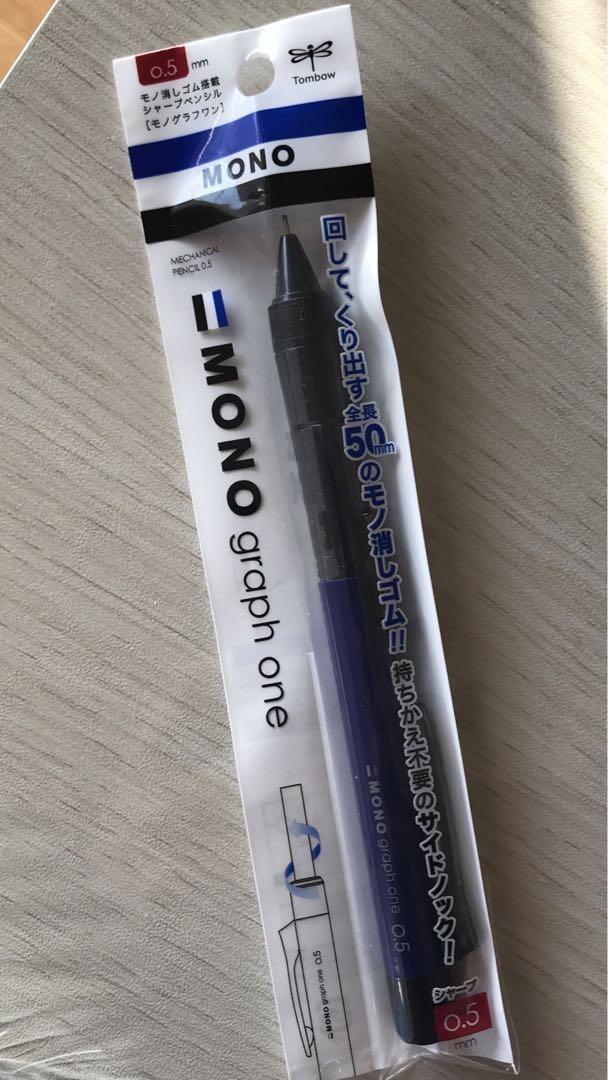 0.5 mm
モノ消しゴム搭載
シャープペンシル
[モノグラフワン]
Tombow
MONO
MECHANICAL
PENCIL 0.5
MONO graph one
回して、くり出す全長50mmのモノ消しゴム!!
持ちかえ不要のサイドノック!
MONO graph one 0.5
MONO graph one 0.5
シャープ
0.5
mm